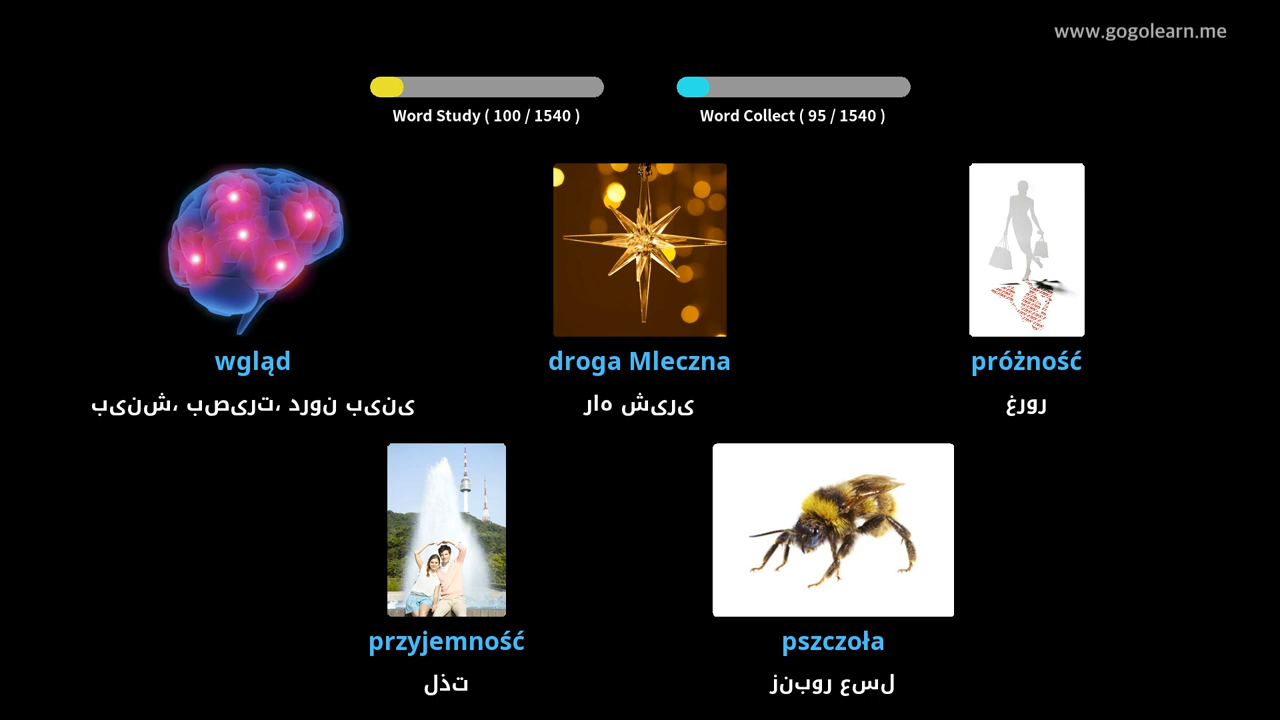 www.gogolearn.me
Word Study ( 100 / 1540 )
Word Collect ( 95 / 1540 )
wgląd
droga Mleczna
próżność
بینش، بصیرت، درون بینی
راه شیری
غرور
przyjemność
pszczoła
لذت
زنبور عسل